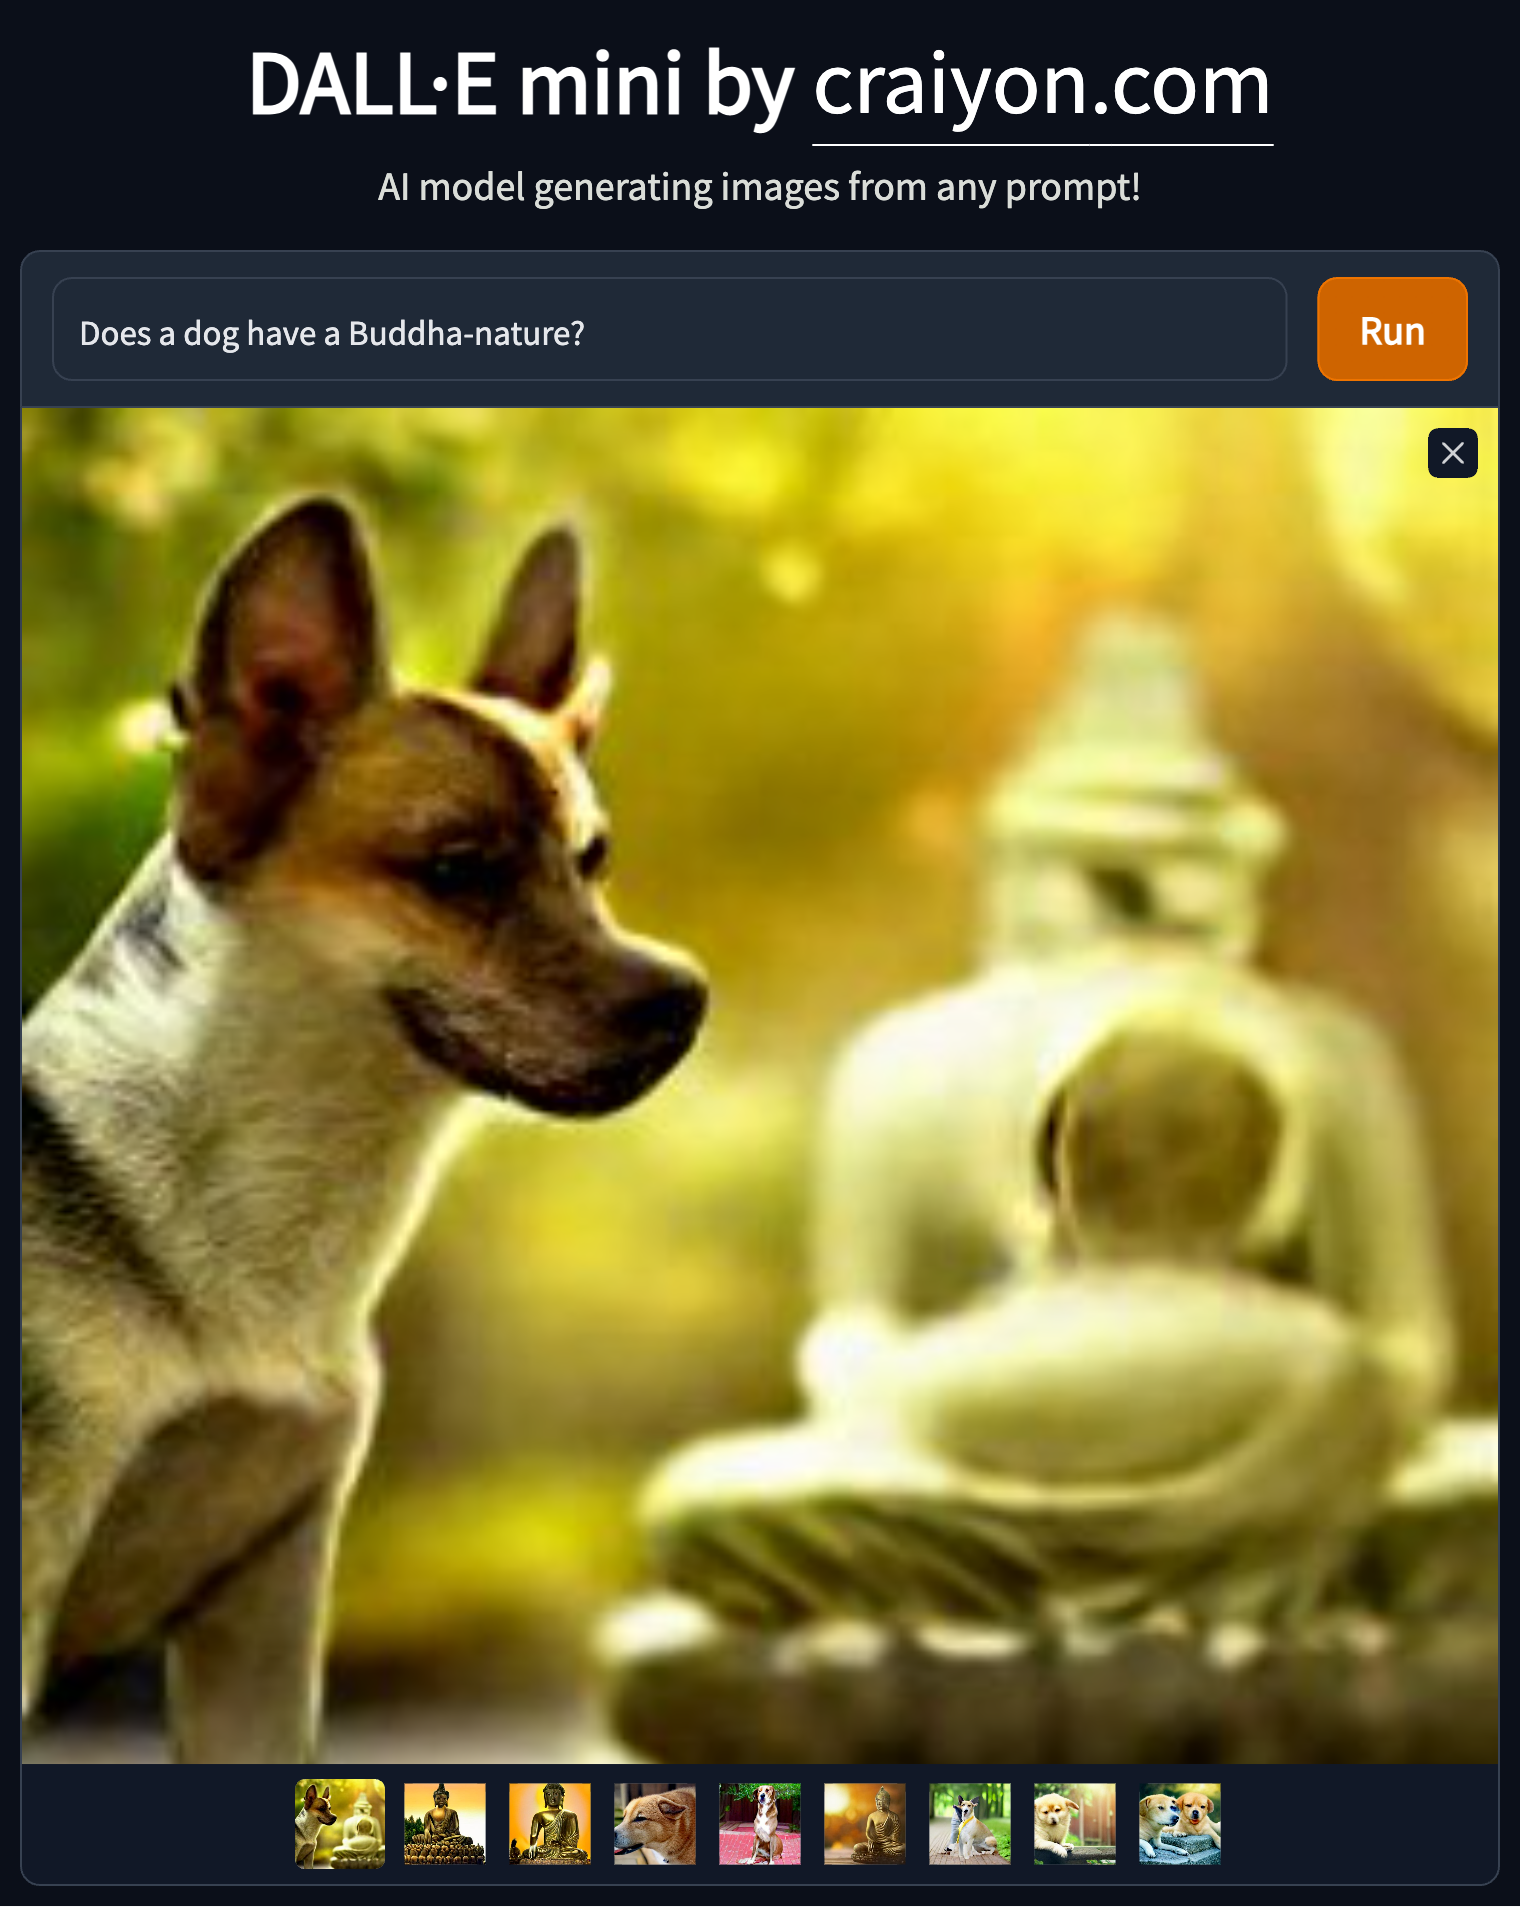 DALL·E mini by craiyon.com
AI model generating images from any prompt!
Does a dog have a Buddha-nature?
Run